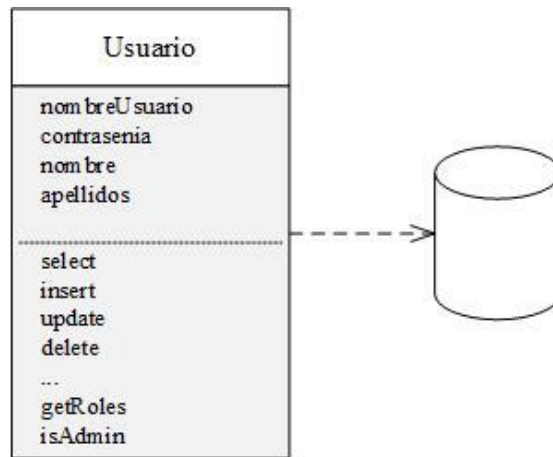 Usuario
nombreUsuario
contrasenia
nombre
apellidos
select
insert
update
delete
...
getRoles
isAdmin